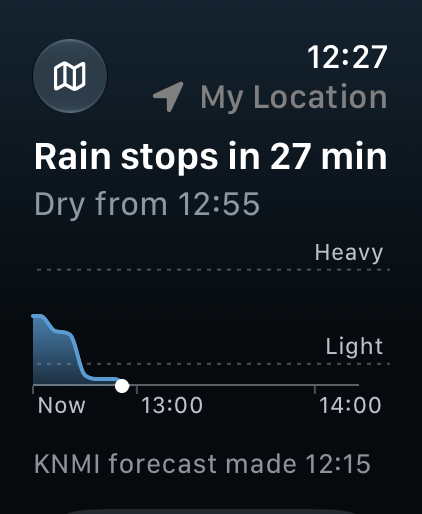 12:27
My Location
Rain stops in 27 min
Dry from 12:55
Heavy
Light
Now 13:00 14:00
KNMI forecast made 12:15